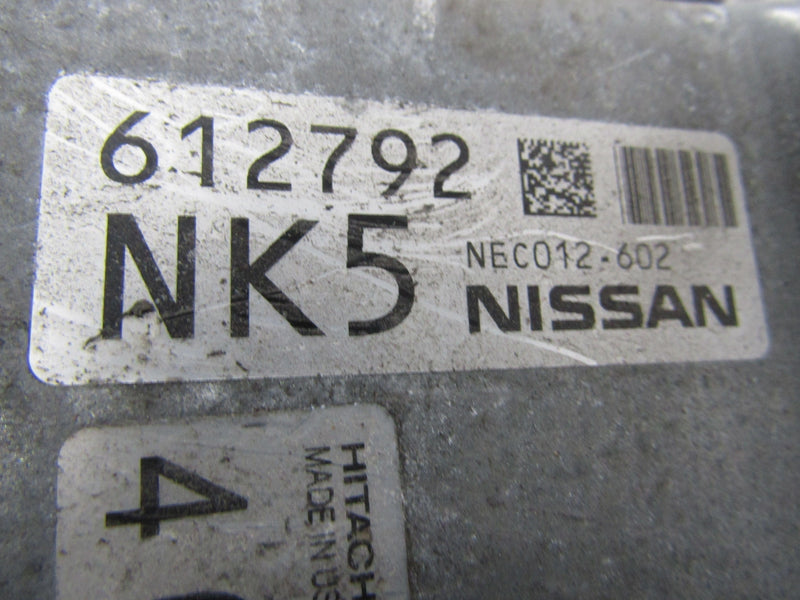 612792
NK5
NEC012-602
NISSAN
4
HITACH
MADE IN US